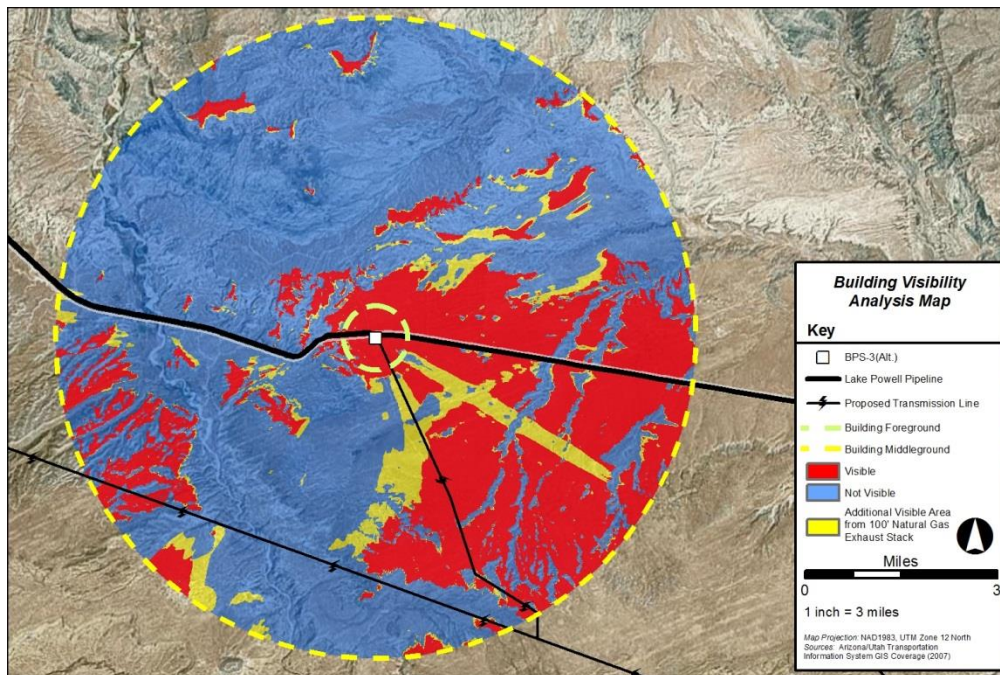 Building Visibility
Analysis Map
Key
BPS-3(Alt.)
Lake Powell Pipeline
Proposed Transmission Line
Building Foreground
Building Middleground
Visible
Not Visible
Additional Visible Area
from 100' Natural Gas
Exhaust Stack
Miles
0 3
1 inch = 3 miles
Map Projection: NAD1983, UTM Zone 12 North
Sources: Arizona/Utah Transportation
Information System GIS Coverage (2007)